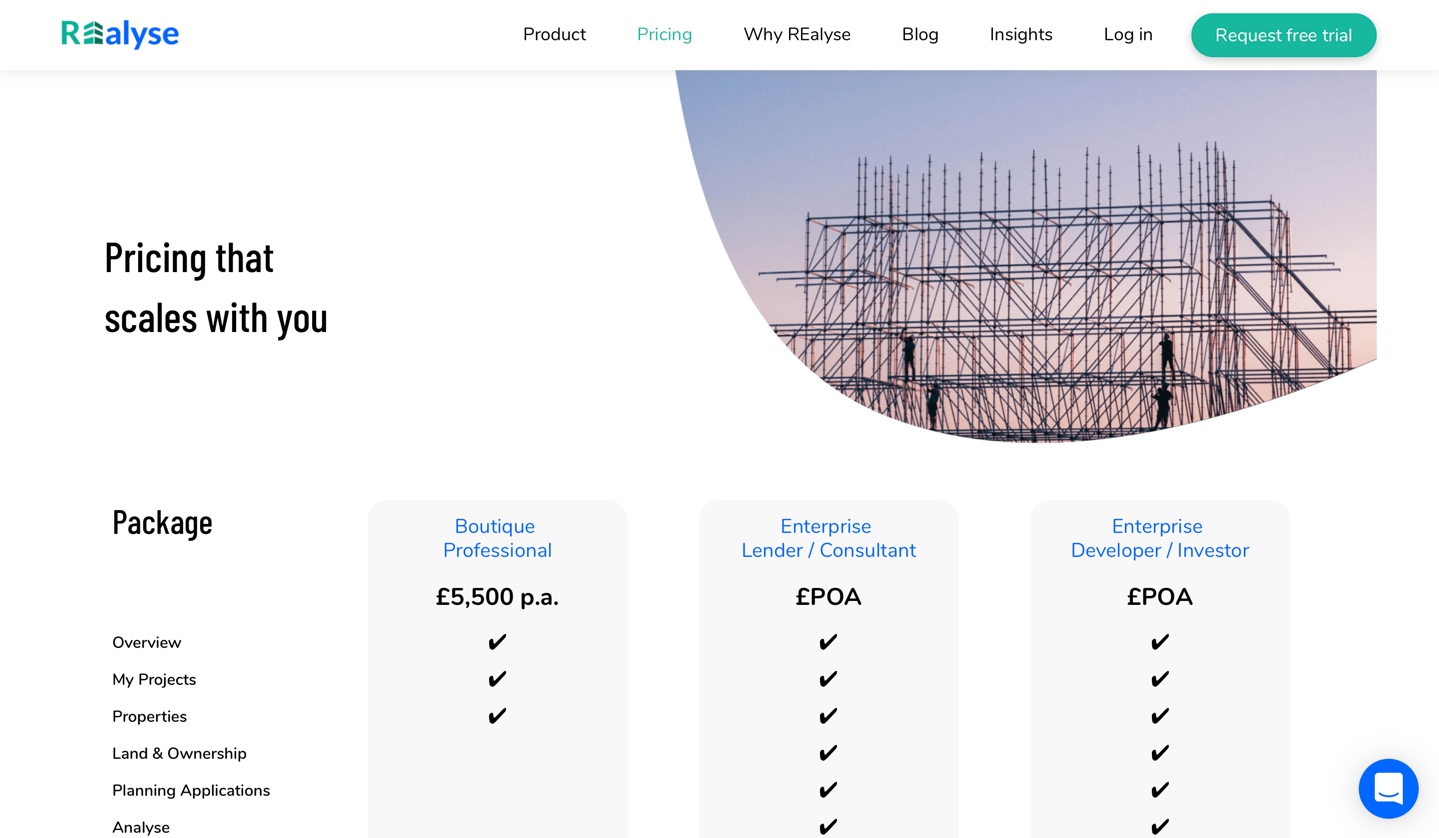 REalyse
Product
Pricing
Why REalyse
Blog
Insights
Log in
Request free trial
Pricing that
scales with you
Package
Boutique
Professional
£5,500 p.a.
Enterprise
Lender / Consultant
£POA
Enterprise
Developer / Investor
£POA
Overview ✔ ✔ ✔
My Projects ✔ ✔ ✔
Properties ✔ ✔ ✔
Land & Ownership ✔ ✔
Planning Applications ✔ ✔
Analyse ✔ ✔